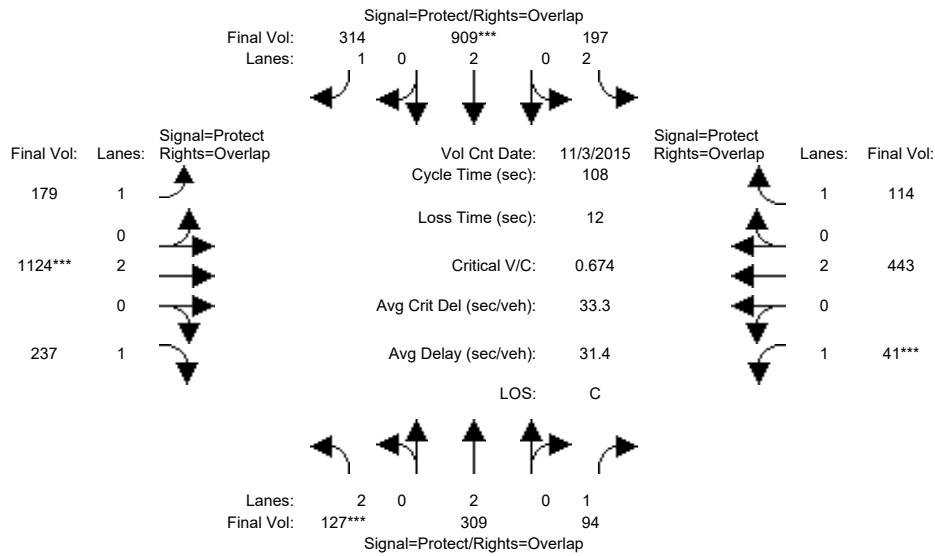 Signal=Protect/Rights=Overlap
Final Vol: 314 909*** 197
Lanes: 1 0 2 0 2
Signal=Protect
Final Vol: Lanes: Rights=Overlap
Vol Cnt Date: 11/3/2015
Signal=Protect
Rights=Overlap Lanes: Final Vol:
Cycle Time (sec): 108
179 1
1 114
Loss Time (sec): 12
0
0
1124*** 2
Critical V/C: 0.674
2 443
0
Avg Crit Del (sec/veh): 33.3
0
237 1
Avg Delay (sec/veh): 31.4
1 41***
LOS: C
Lanes: 2 0 2 0 1
Final Vol: 127*** 309 94
Signal=Protect/Rights=Overlap